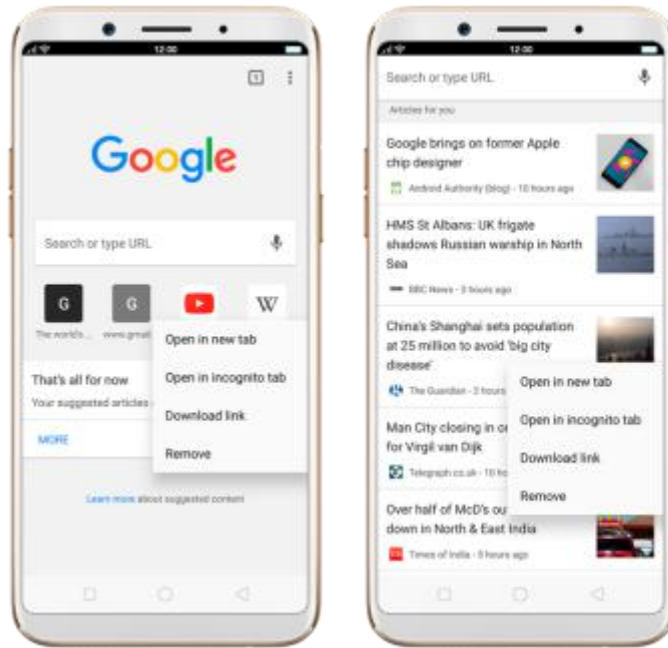 12:00
1
Google
Search or type URL
G
G
W
The world's...
www.gmail
Open in new tab
Open in incognito tab
Download link
Remove
That's all for now
Your suggested articles
MORE
Learn more about suggested content
12:00
Search or type URL
Articles for you
Google brings on former Apple
chip designer
Android Authority (blog) - 10 hours ago
HMS St Albans: UK frigate
shadows Russian warship in North
Sea
BBC News - 3 hours ago
China's Shanghai sets population
at 25 million to avoid 'big city
disease'
The Guardian - 2 hours
Open in new tab
Open in incognito tab
Download link
Remove
Man City closing in
for Virgil van Dijk
Telegraph.co.uk - 10
Over half of McD's
down in North & East India
Times of India - 5 hours ago